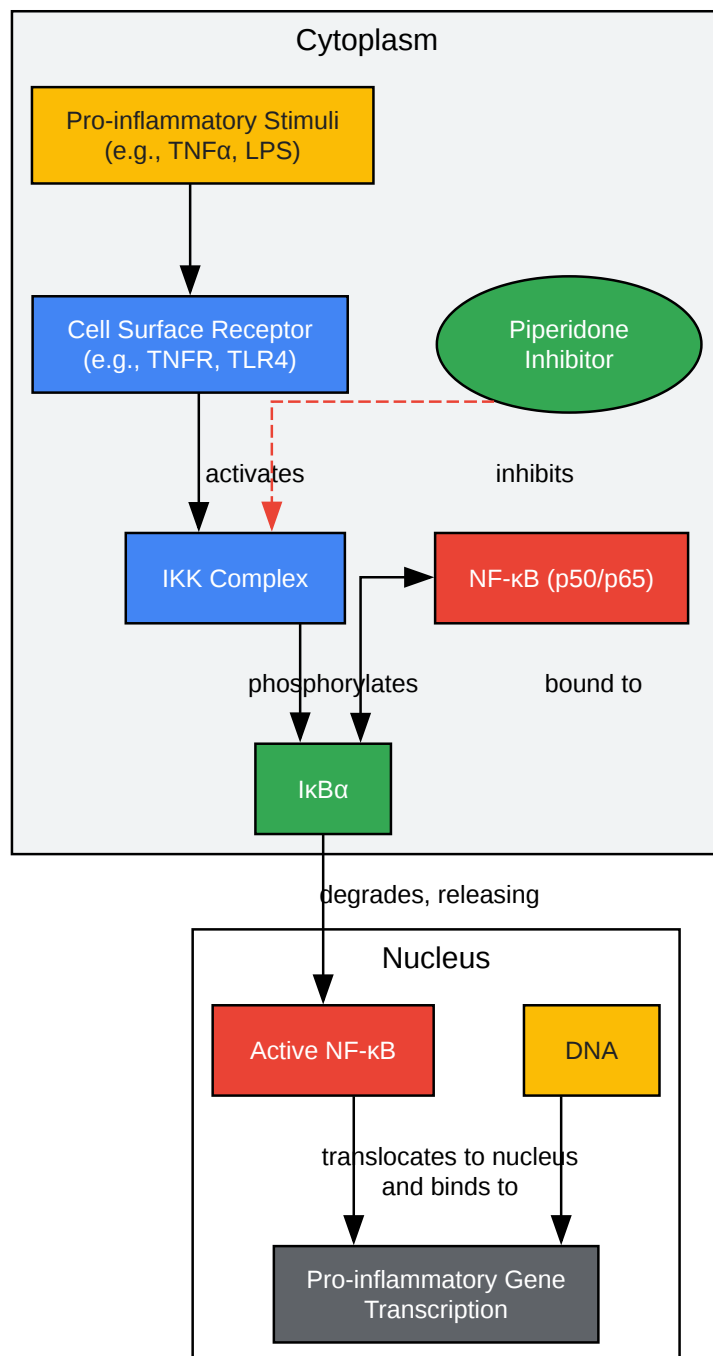 Cytoplasm
Pro-inflammatory Stimuli
(e.g., TNFα, LPS)
Cell Surface Receptor
(e.g., TNFR, TLR4)
Piperidone
Inhibitor
activates
inhibits
IKK Complex
NF-κB (p50/p65)
phosphorylates
bound to
IκBα
degrades, releasing
Nucleus
Active NF-κB
DNA
translocates to nucleus
and binds to
Pro-inflammatory Gene
Transcription